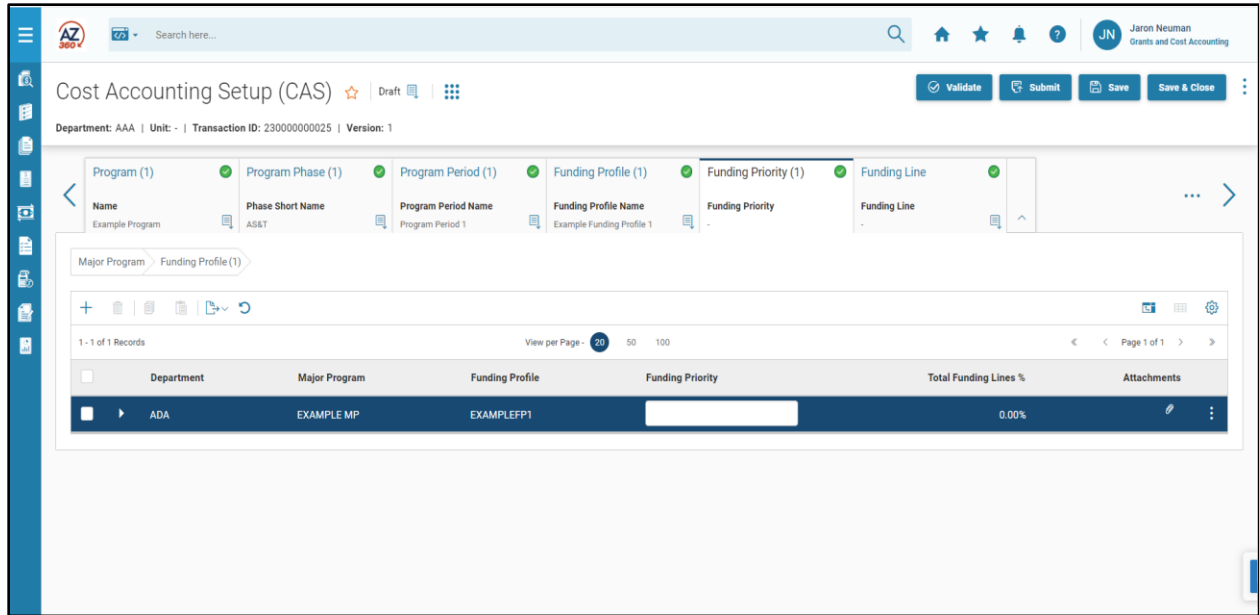 AZ
360
Search here...
JN
Jaron Neuman
Grants and Cost Accounting
Cost Accounting Setup (CAS)
Draft
Validate
Submit
Save
Save & Close
Department: AAA | Unit: - | Transaction ID: 230000000025 | Version: 1
Program (1)
Name
Example Program
Program Phase (1)
Phase Short Name
AS&T
Program Period (1)
Program Period Name
Program Period 1
Funding Profile (1)
Funding Profile Name
Example Funding Profile 1
Funding Priority (1)
Funding Priority
-
Funding Line
Funding Line
-
Major Program
Funding Profile (1)
1 - 1 of 1 Records
View per Page - 20 50 100
Page 1 of 1
Department Major Program Funding Profile Funding Priority Total Funding Lines % Attachments
ADA EXAMPLE MP EXAMPLEFP1 0.00%